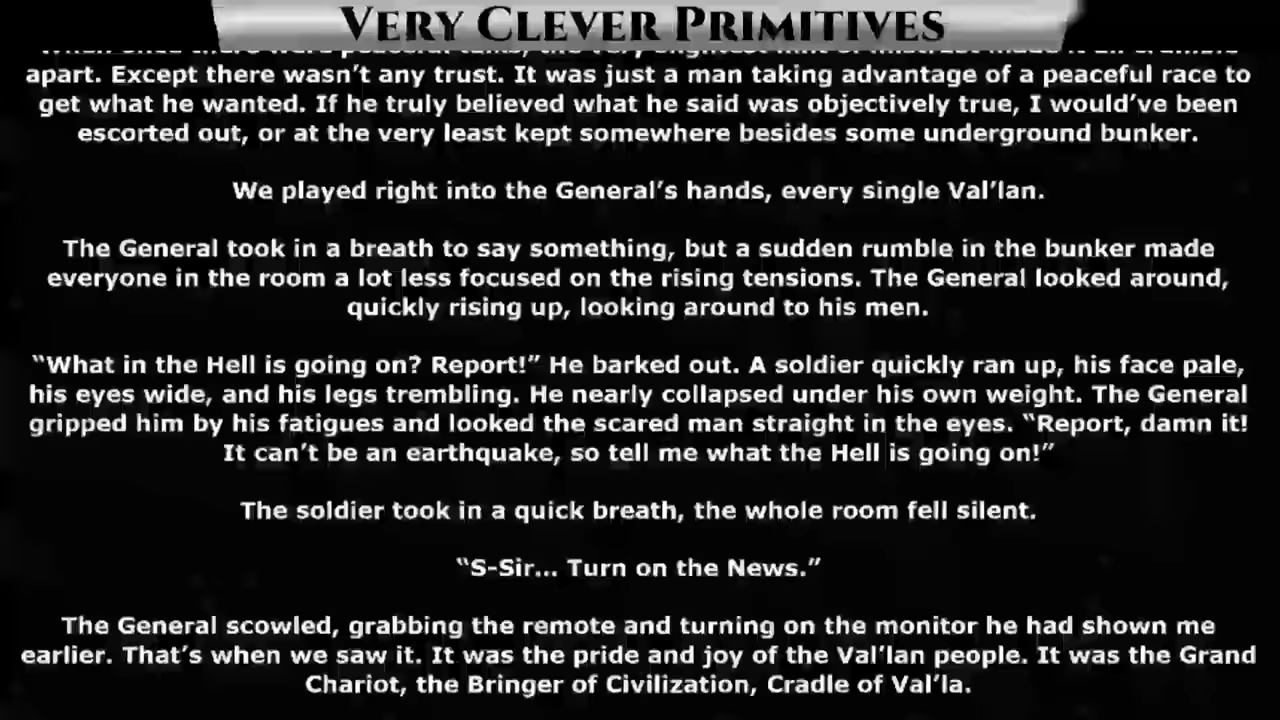 VERY CLEVER PRIMITIVES
apart. Except there wasn't any trust. It was just a man taking advantage of a peaceful race to
get what he wanted. If he truly believed what he said was objectively true, I would've been
escorted out, or at the very least kept somewhere besides some underground bunker.
We played right into the General's hands, every single Val'lan.
The General took in a breath to say something, but a sudden rumble in the bunker made
everyone in the room a lot less focused on the rising tensions. The General looked around,
quickly rising up, looking around to his men.
“What in the Hell is going on? Report!” He barked out. A soldier quickly ran up, his face pale,
his eyes wide, and his legs trembling. He nearly collapsed under his own weight. The General
gripped him by his fatigues and looked the scared man straight in the eyes. “Report, damn it!
It can't be an earthquake, so tell me what the Hell is going on!”
The soldier took in a quick breath, the whole room fell silent.
“S-Sir... Turn on the News.”
The General scowled, grabbing the remote and turning on the monitor he had shown me
earlier. That's when we saw it. It was the pride and joy of the Val'lan people. It was the Grand
Chariot, the Bringer of Civilization, Cradle of Val'la.